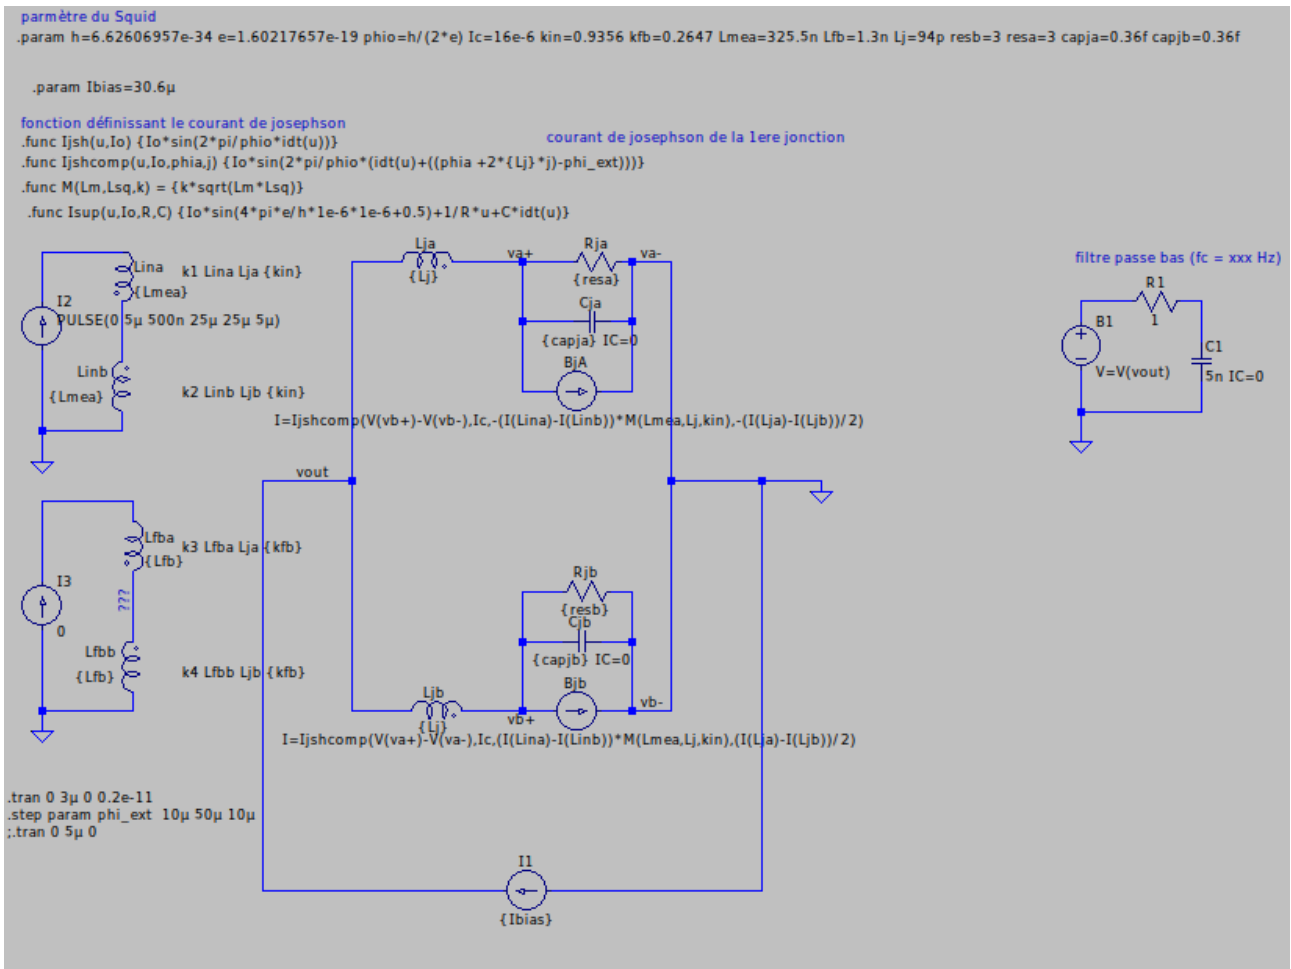 parmètre du Squid
.param h=6.62606957e-34 e=1.60217657e-19 phio=h/(2*e) Ic=16e-6 kin=0.9356 kfb=0.2647 Lmea=325.5n Lfb=1.3n Lj=94p resb=3 resa=3 capja=0.36f capjb=0.36f
.param Ibias=30.6µ
fonction définissant le courant de josephson
courant de josephson de la 1ere jonction
.func Ijsh(u,Io) {Io*sin(2*pi/phio*idt(u))}
.func Ijshcomp(u,Io,phia,j) {Io*sin(2*pi/phio*(idt(u)+((phia +2*{Lj}*j)-phi_ext)))}
.func M(Lm,Lsq,k) = {k*sqrt(Lm*Lsq)}
.func Isup(u,Io,R,C) {Io*sin(4*pi*e/h*1e-6*1e-6+0.5)+1/R*u+C*idt(u)}
Lina
{Lmea}
k1 Lina Lja {kin}
I2
PULSE(0 5µ 500n 25µ 25µ 5µ)
Linb
{Lmea}
k2 Linb Ljb {kin}
Lja
{Lj}
va+
Rja
{resa}
va-
Cja
{capja} IC=0
BjA
I=Ijshcomp(V(vb+)-V(vb-),Ic,-(I(Lina)-I(Linb))*M(Lmea,Lj,kin),-(I(Lja)-I(Ljb))/2)
filtre passe bas (fc = xxx Hz)
R1
1
B1
V=V(vout)
C1
5n IC=0
vout
Lfba
{Lfb}
k3 Lfba Lja {kfb}
I3
0
???
Lfbb
{Lfb}
k4 Lfbb Ljb {kfb}
Rjb
{resb}
Cjb
{capjb} IC=0
Bjb
Ljb
{Lj}
vb+
vb-
I=Ijshcomp(V(va+)-V(va-),Ic,(I(Lina)-I(Linb))*M(Lmea,Lj,kin),(I(Lja)-I(Ljb))/2)
.tran 0 3µ 0 0.2e-11
.step param phi_ext 10µ 50µ 10µ
;.tran 0 5µ 0
I1
{Ibias}